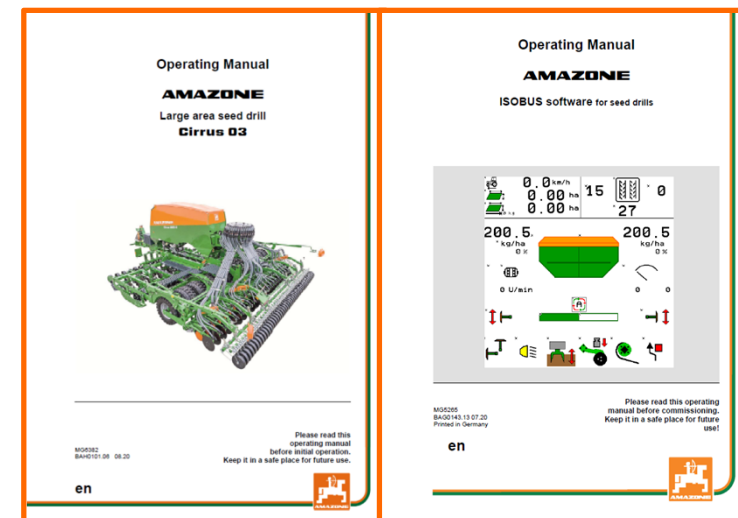 Operating Manual
AMAZONE
Large area seed drill
Cirrus 03
MG6382
BAH0101.06 08.20
Please read this
operating manual
before initial operation.
Keep it in a safe place for future use.
en
AMAZONE
Operating Manual
AMAZONE
ISOBUS software for seed drills
0.0 km/h
0.00 ha
0.00 ha
15
0
27
200.5
kg/ha
0 %
200.5
kg/ha
0 %
0 U/min
0
0
A
MG5265
BAG0143.13 07.20
Printed in Germany
Please read this operating
manual before commissioning.
Keep it in a safe place for future
use!
en
AMAZONE